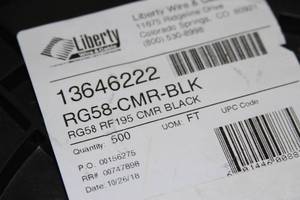 Liberty Wire &
11675 Ridgeline Drive
Colorado Springs, CO
(800) 530-8998
Liberty
Wire & Cable
13646222
RG58-CMR-BLK
RG58 RF195 CMR BLACK
Quantity: 500 UOM: FT UPC Code
P.O. 00156275
RR# 00747898
Date: 10/26/18